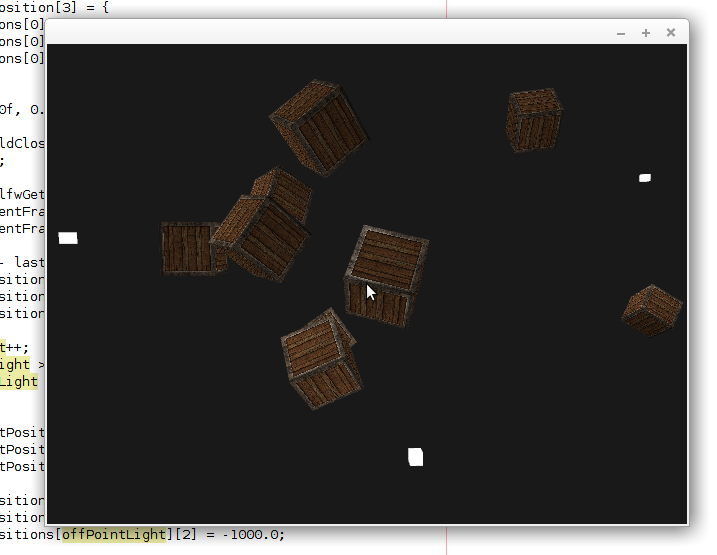 osition[3] = {
ons[0]
ons[0]
ons[0]
0f, 0.
ldClos
;
lfwGet
entFra
entFra
- last
sition
sition
sition
t++;
ight >
Light
tPosit
tPosit
tPosit
sition
sition
sitions[offPointLight][2] = -1000.0;